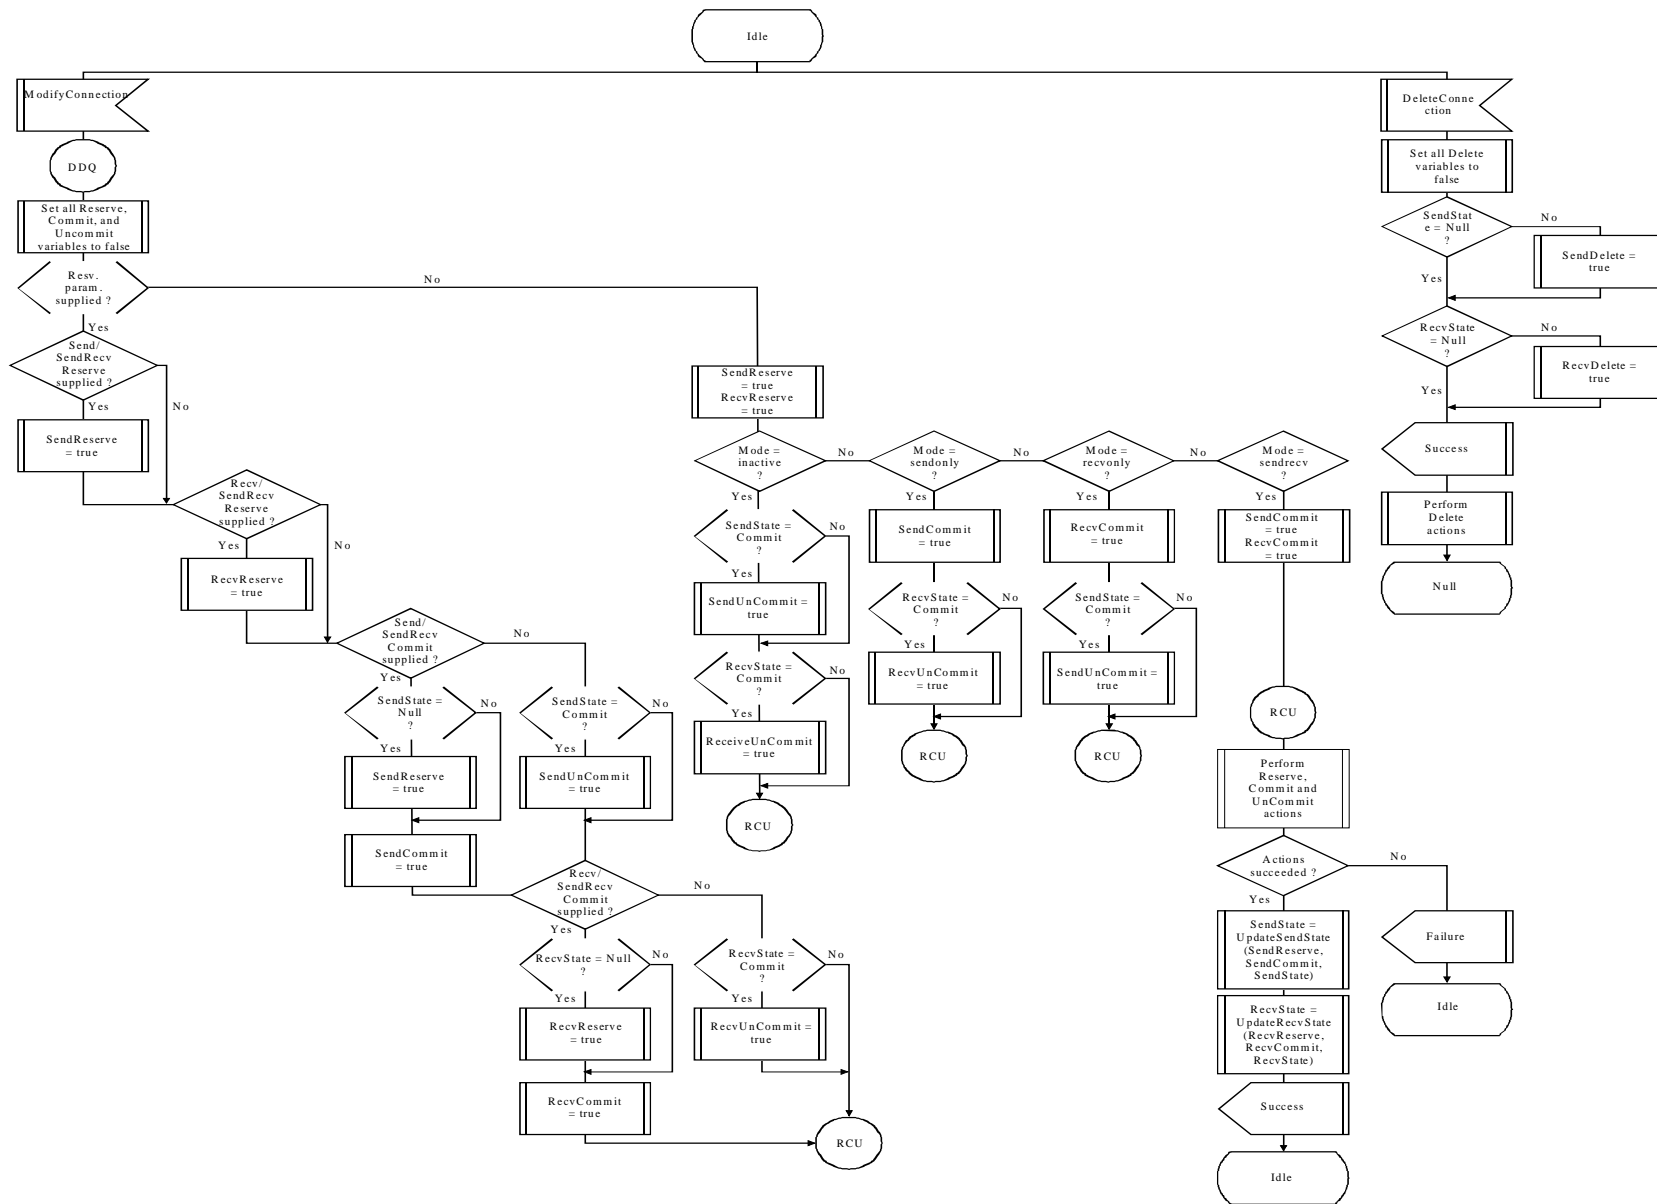 Idle
ModifyConnection
DDQ
Set all Reserve,
Commit, and
Uncommit
variables to false
Resv.
param.
supplied ?
No
Yes
Send/
SendRecv
Reserve
supplied ?
Yes
No
SendReserve
= true
Recv/
SendRecv
Reserve
supplied ?
Yes
No
RecvReserve
= true
Send/
SendRecv
Commit
supplied ?
No
Yes
SendState =
Null
?
No
Yes
SendReserve
= true
SendCommit
= true
SendState =
Commit
?
No
Yes
SendUnCommit
= true
Recv/
SendRecv
Commit
supplied ?
No
Yes
RecvState = Null
?
No
Yes
RecvReserve
= true
RecvCommit
= true
RecvState =
Commit
?
No
Yes
RecvUnCommit =
true
RCU
SendReserve
= true
RecvReserve
= true
Mode =
inactive
?
No
Yes
SendState =
Commit
?
No
Yes
SendUnCommit =
true
RecvState =
Commit
?
No
Yes
ReceiveUnCommit
= true
RCU
Mode =
sendonly
?
No
Yes
SendCommit
= true
RecvState =
Commit
?
No
Yes
RecvUnCommit
= true
RCU
Mode =
recvonly
?
No
Yes
RecvCommit
= true
SendState =
Commit
?
No
Yes
SendUnCommit
= true
RCU
Mode =
sendrecv
Yes
SendCommit
= true
RecvCommit
= true
RCU
Perform
Reserve,
Commit and
UnCommit
actions
Actions
succeeded ?
No
Yes
SendState =
UpdateSendState
(SendReserve,
SendCommit,
SendState)
RecvState =
UpdateRecvState
(RecvReserve,
RecvCommit,
RecvState)
Success
Idle
Failure
Idle
DeleteConne
ction
Set all Delete
variables to
false
SendStat
e = Null
?
No
Yes
SendDelete =
true
RecvState
= Null
?
No
Yes
RecvDelete =
true
Success
Perform
Delete
actions
Null